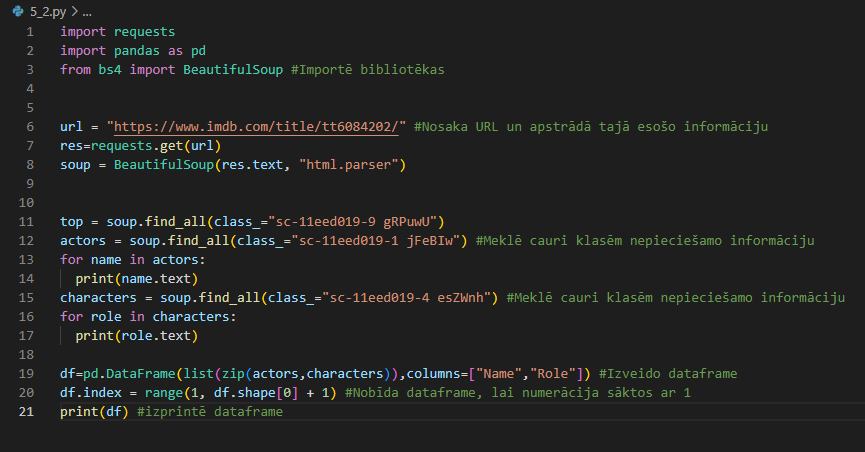 5_2.py > ...
1 import requests
2 import pandas as pd
3 from bs4 import BeautifulSoup #Importē bibliotēkas
4
5
6 url = "https://www.imdb.com/title/tt6084202/" #Nosaka URL un apstrādā tajā esošo informāciju
7 res=requests.get(url)
8 soup = BeautifulSoup(res.text, "html.parser")
9
10
11 top = soup.find_all(class_="sc-11eed019-9 gRPuwU")
12 actors = soup.find_all(class_="sc-11eed019-1 jFeBIw") #Meklē cauri klasēm nepieciešamo informāciju
13 for name in actors:
14   print(name.text)
15 characters = soup.find_all(class_="sc-11eed019-4 esZWnh") #Meklē cauri klasēm nepieciešamo informāciju
16 for role in characters:
17   print(role.text)
18
19 df=pd.DataFrame(list(zip(actors,characters)),columns=["Name","Role"]) #Izveido dataframe
20 df.index = range(1, df.shape[0] + 1) #Nobīda dataframe, lai numerācija sāktos ar 1
21 print(df) #izprintē dataframe